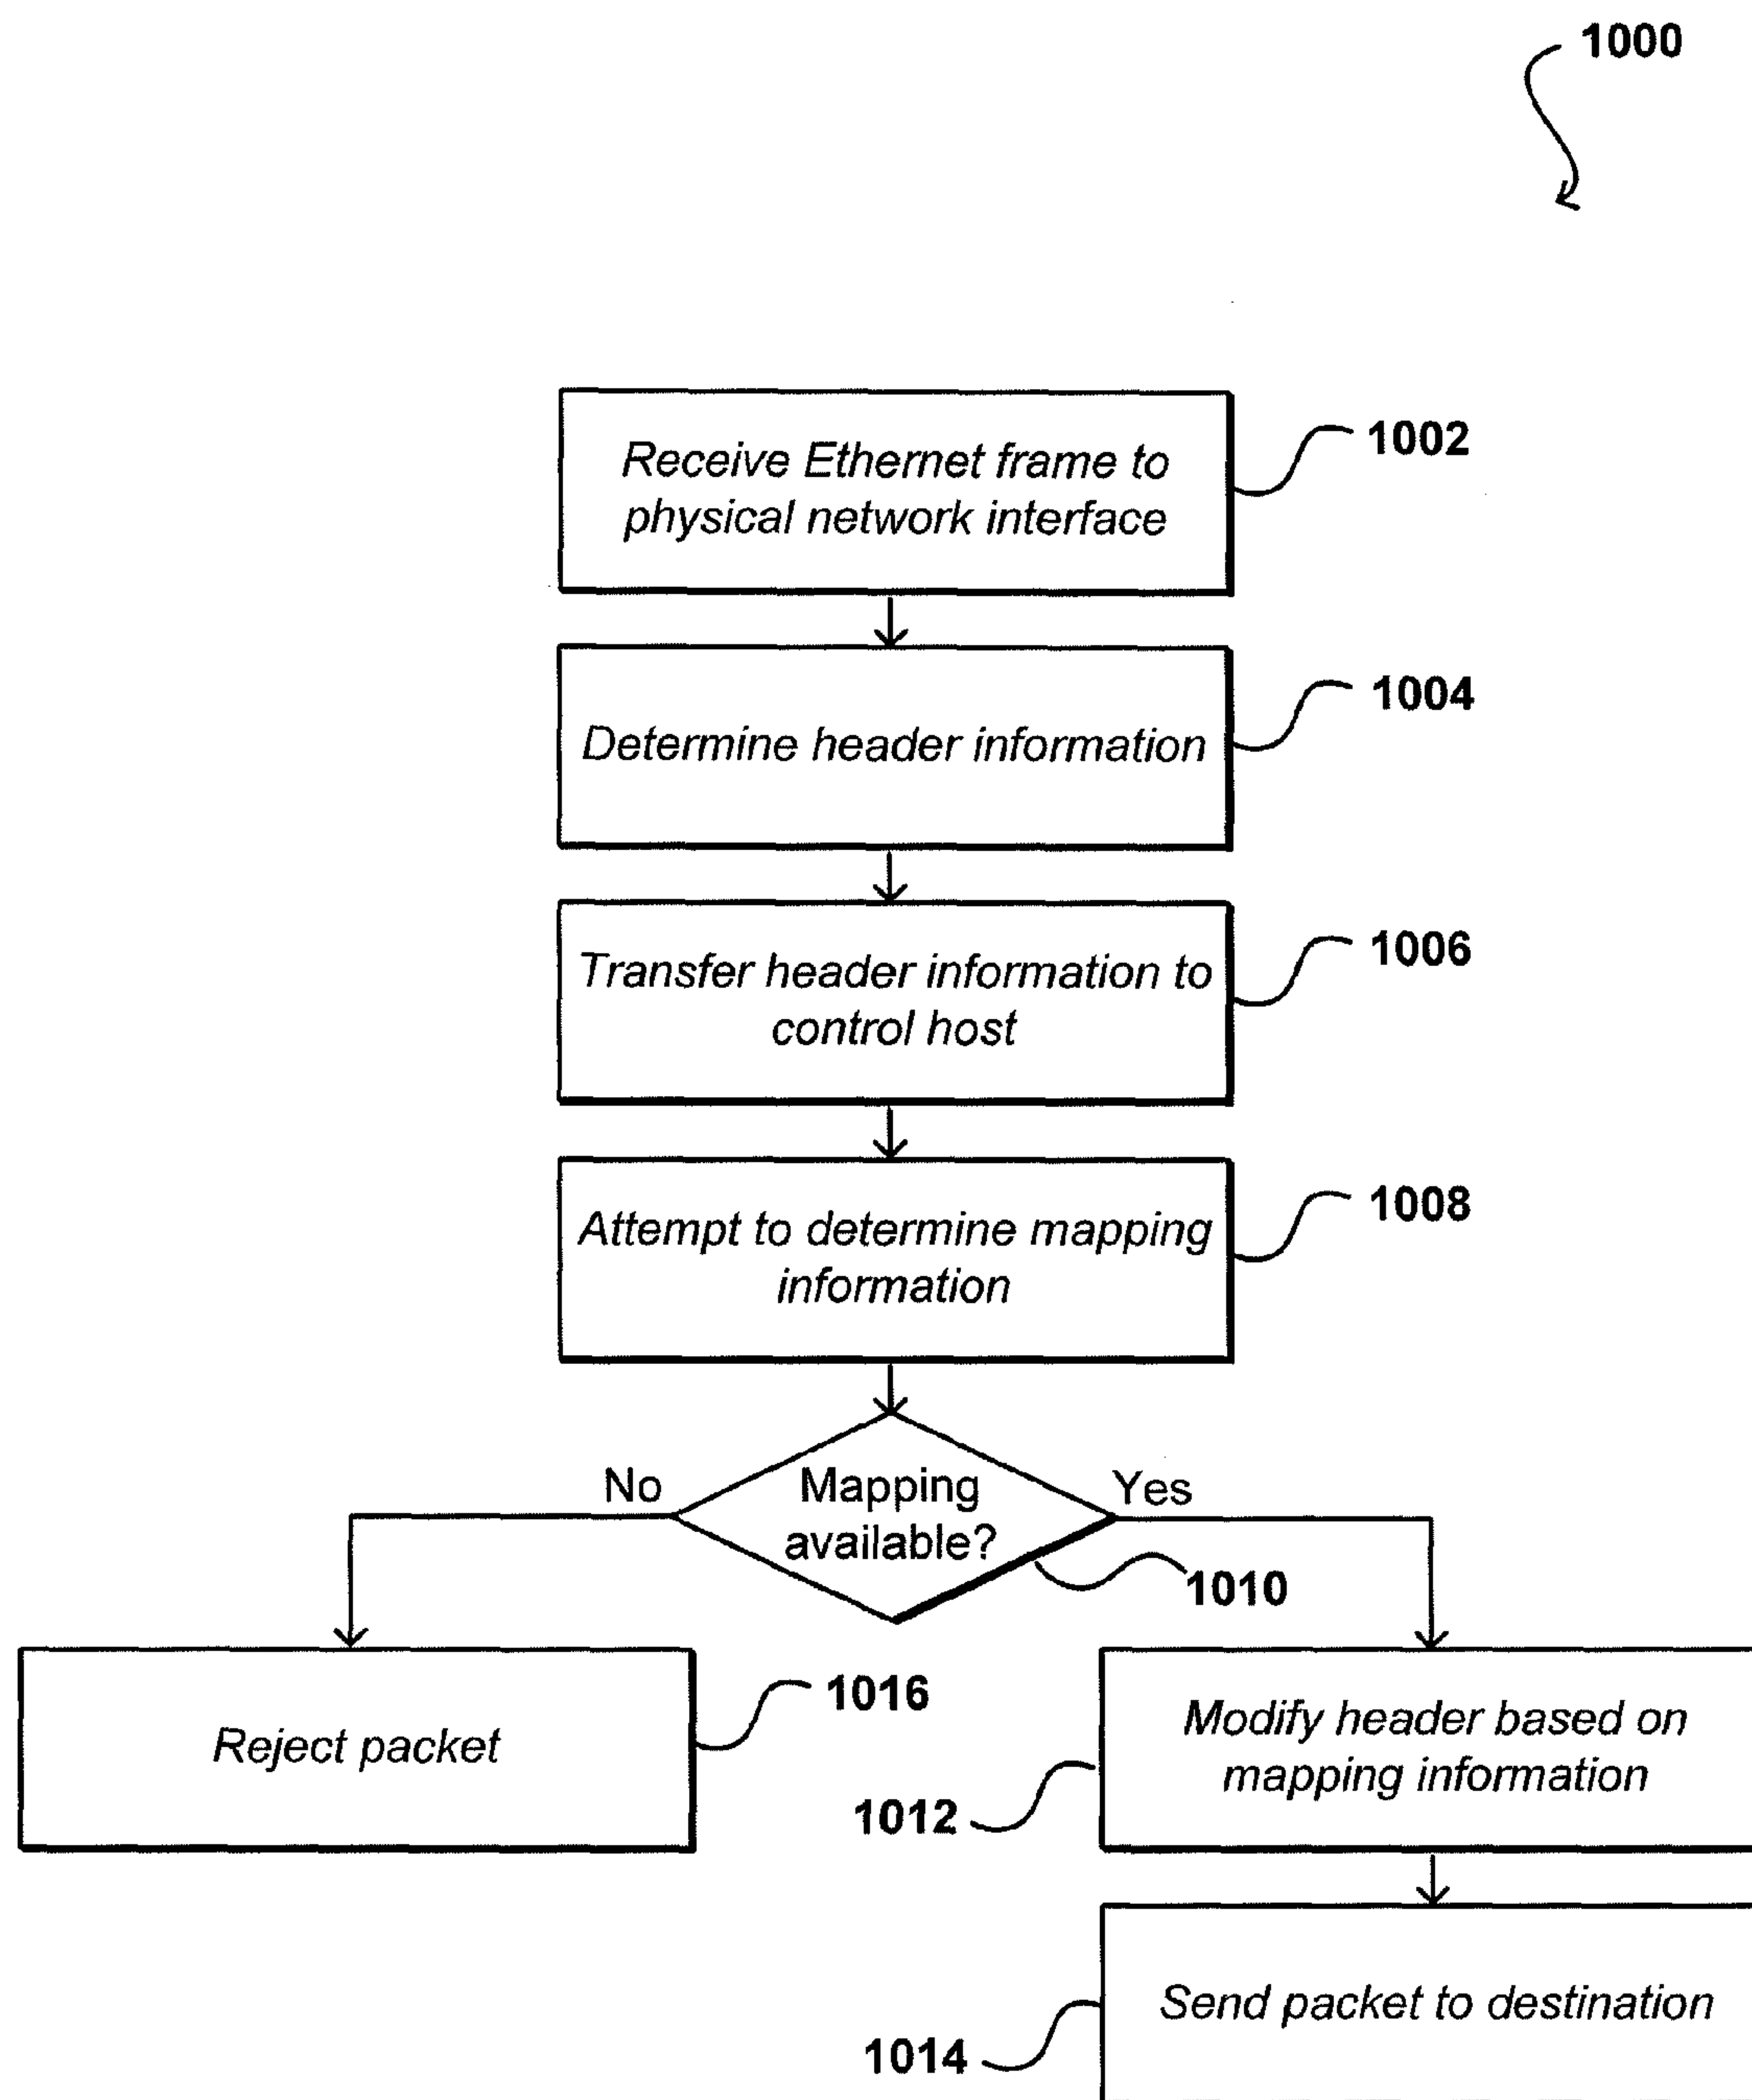 1000
Receive Ethernet frame to
physical network interface
1002
Determine header information
1004
Transfer header information to
control host
1006
Attempt to determine mapping
information
1008
No
Mapping
available?
Yes
1010
Reject packet
1016
Modify header based on
mapping information
1012
Send packet to destination
1014